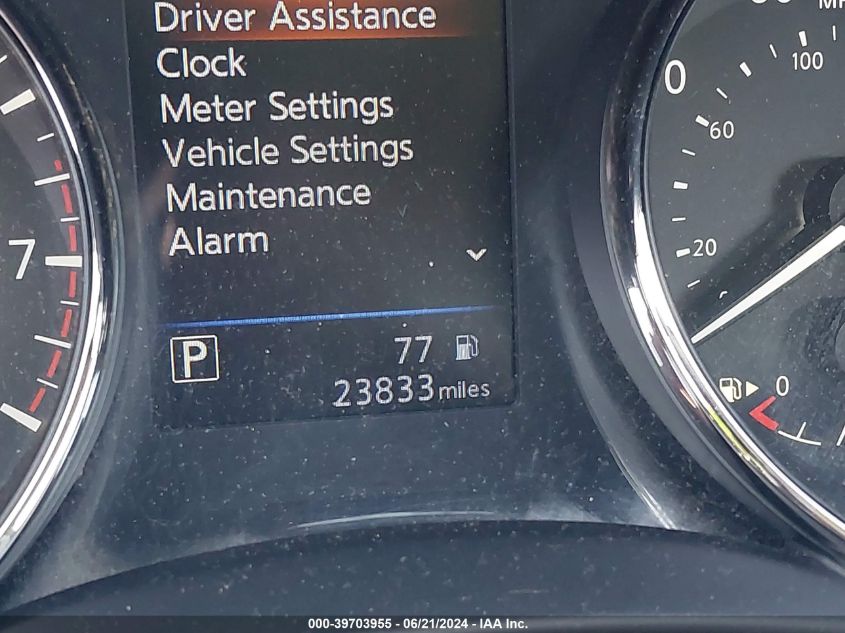 Driver Assistance
Clock
Meter Settings
Vehicle Settings
Maintenance
Alarm
P
77
23833 miles
7
0
100
60
20
0
000-39703955 - 06/21/2024 - IAA Inc.